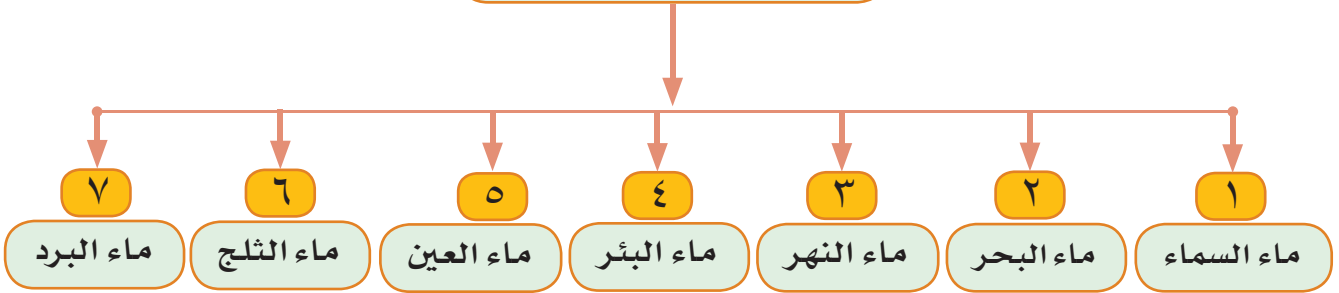 ١
ماء السماء
٢
ماء البحر
٣
ماء النهر
٤
ماء البئر
٥
ماء العين
٦
ماء الثلج
٧
ماء البرد